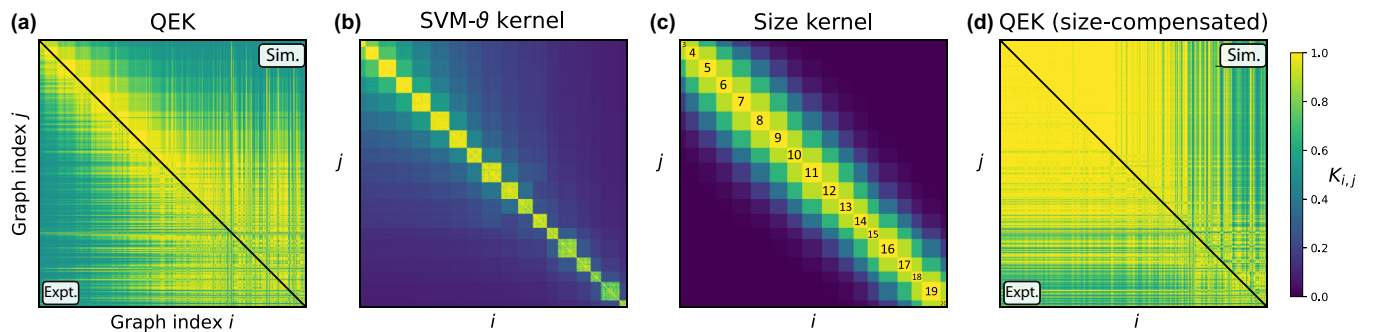 (a) QEK
Sim.
Expt.
Graph index j
Graph index i
(b) SVM-ϑ kernel
j
i
(c) Size kernel
3
4
5
6
7
8
9
10
11
12
13
14
15
16
17
18
19
20
j
i
(d) QEK (size-compensated)
Sim.
Expt.
j
i
1.0
0.8
0.6
0.4
0.2
0.0
K_{i,j}